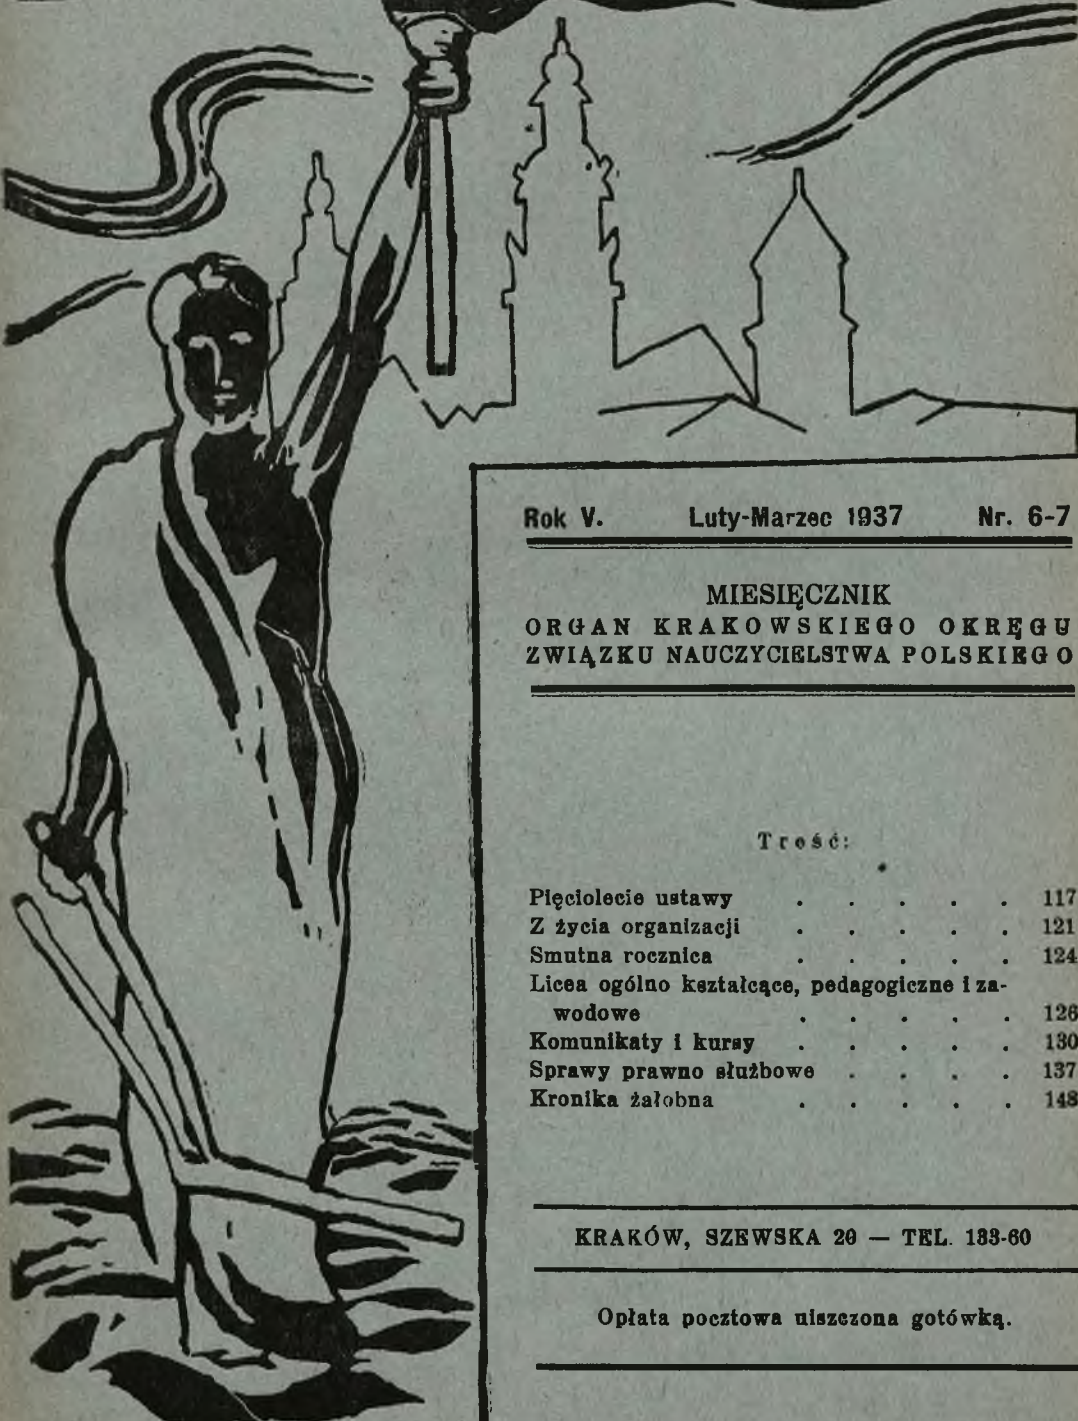 Rok V. Luty-Marzec 1937 Nr. 6-7
MIESIĘCZNIK
ORGAN KRAKOWSKIEGO OKRĘGU
ZWIĄZKU NAUCZYCIELSTWA POLSKIEGO
Treść:
Pięciolecie ustawy . . . . . 117
Z życia organizacji . . . . . 121
Smutna rocznica . . . . . 124
Licea ogólno kształcące, pedagogiczne i za-
wodowe . . . . . 126
Komunikaty i kursy . . . . . 130
Sprawy prawno służbowe . . . . 137
Kronika żałobna . . . . . 148
KRAKÓW, SZEWSKA 20 — TEL. 133-60
Opłata pocztowa uiszczona gotówką.